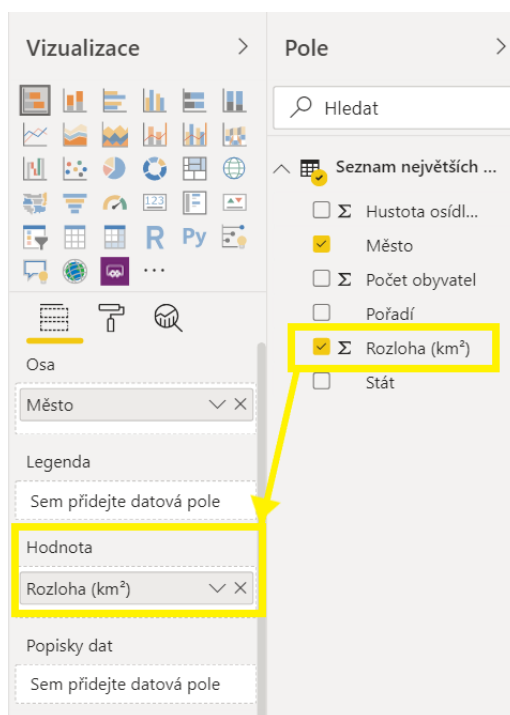 Vizualizace
Pole
Hledat
123
R
Py
Seznam největších ...
Σ Hustota osídl...
Město
Σ Počet obyvatel
Pořadí
Σ Rozloha (km²)
Stát
Osa
Město
Legenda
Sem přidejte datová pole
Hodnota
Rozloha (km²)
Popisky dat
Sem přidejte datová pole